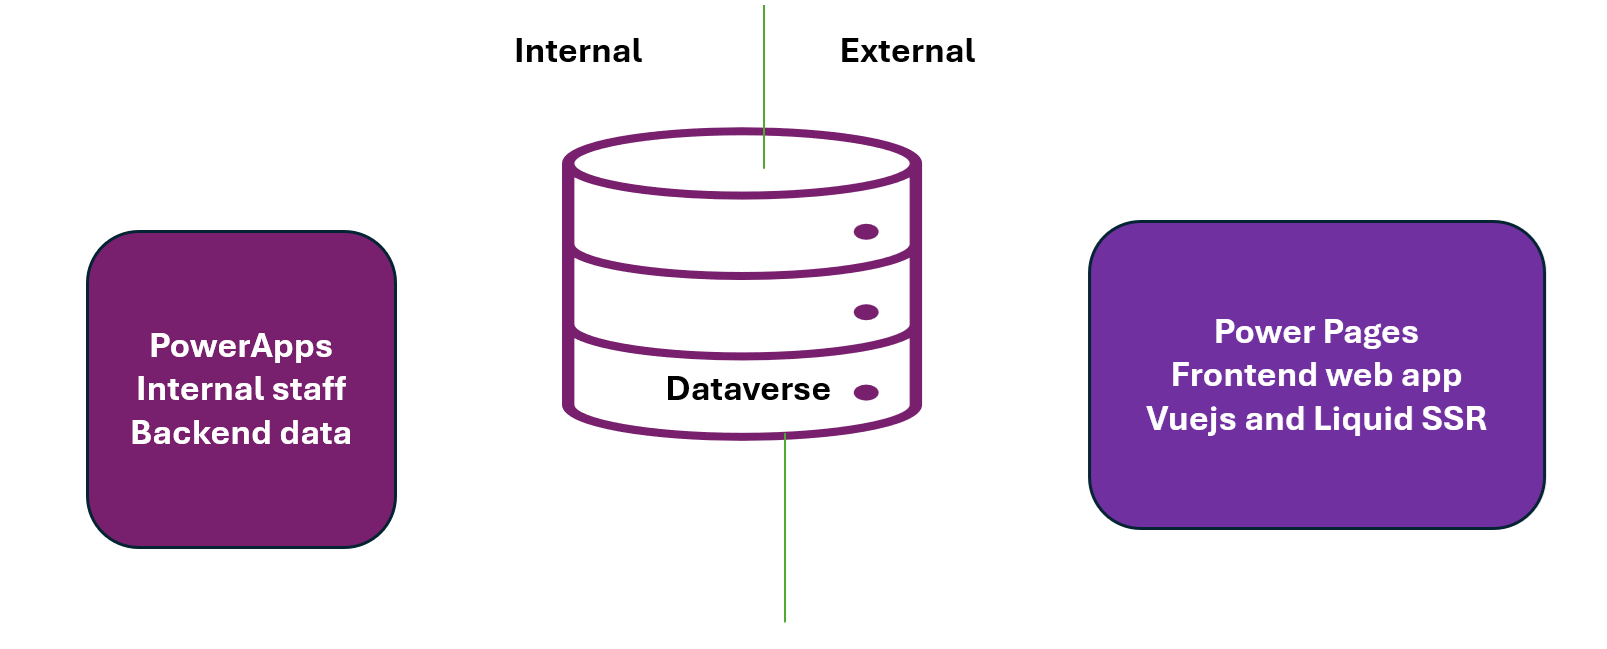 Internal
External
PowerApps
Internal staff
Backend data
Dataverse
Power Pages
Frontend web app
Vuejs and Liquid SSR